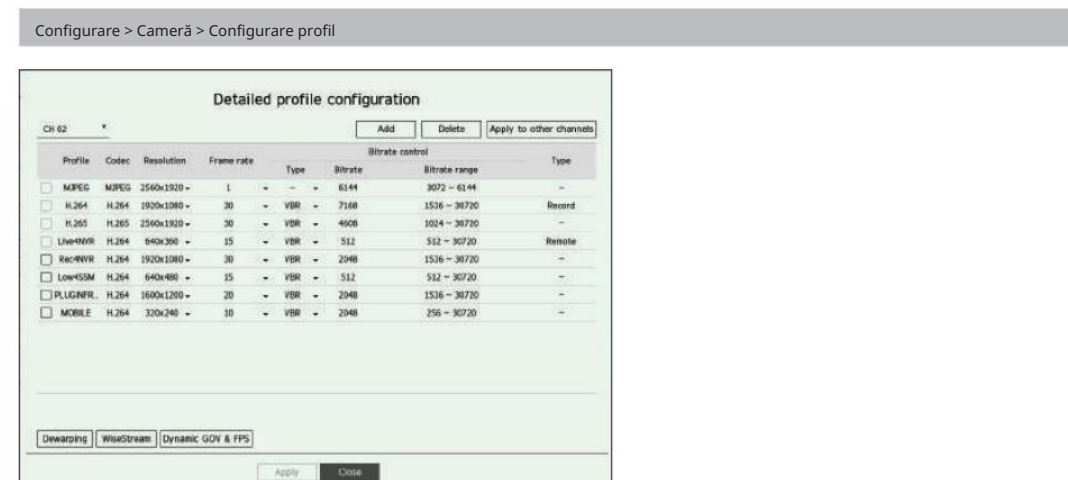 Configurare > Cameră > Configurare profil
Detailed profile configuration
CH 02
Add Delete Apply to other channels
Profile Codec Resolution Frame rate Bitrate control Type
Type Bitrate Bitrate range
MJPEG MJPEG 2560x1920 1 - 6144 3072 ~ 6144 -
H.264 H.264 1920x1080 30 VBR 7168 1536 ~ 30720 Record
H.265 H.265 2560x1920 30 VBR 4608 1024 ~ 30720 -
Live4NVR H.264 640x360 15 VBR 512 512 ~ 30720 Remote
Rec4NVR H.264 1920x1080 30 VBR 2048 1536 ~ 30720 -
Low4SSM H.264 640x480 15 VBR 512 512 ~ 30720 -
PLUGINFR.. H.264 1600x1200 20 VBR 2048 1536 ~ 30720 -
MOBILE H.264 320x240 10 VBR 2048 256 ~ 30720 -
Dewarping WiseStream Dynamic GOV & FPS
Apply Close